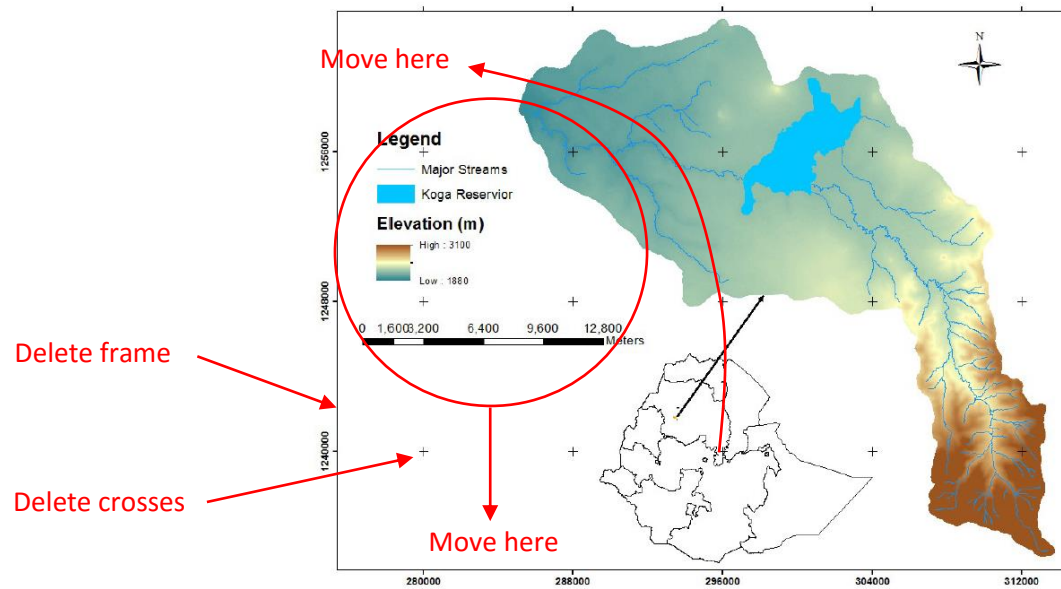 N
Move here
Legend
Major Streams
Koga Reservior
Elevation (m)
High : 3100
Low : 1880
0 1,600 3,200 6,400 9,600 12,800
Meters
Delete frame
Delete crosses
Move here
1256000
1248000
1240000
280000 288000 296000 304000 312000